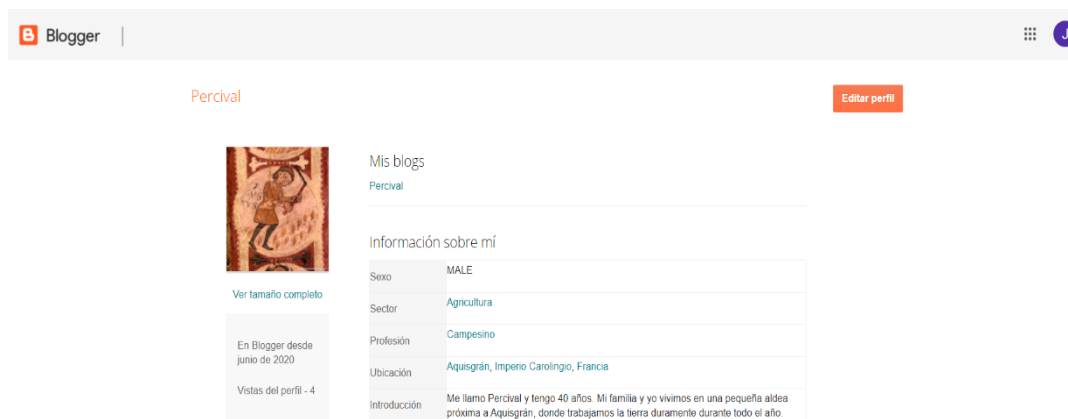 Blogger
J
Percival
Editar perfil
Mis blogs
Percival
Información sobre mí
Sexo MALE
Ver tamaño completo
Sector Agricultura
En Blogger desde
junio de 2020
Profesión Campesino
Ubicación Aquisgrán, Imperio Carolingio, Francia
Vistas del perfil - 4
Introducción Me llamo Percival y tengo 40 años. Mi familia y yo vivimos en una pequeña aldea
próxima a Aquisgrán, donde trabajamos la tierra duramente durante todo el año.